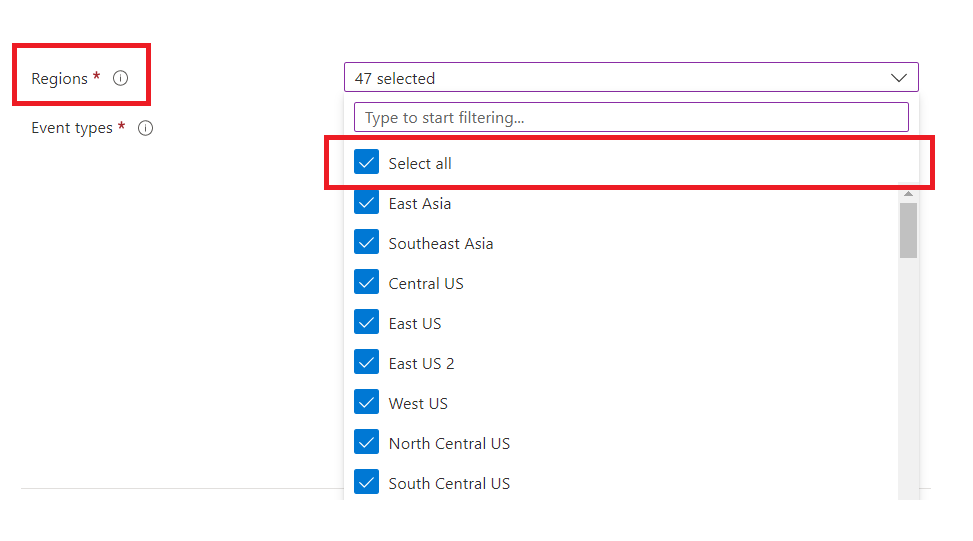 Regions *
47 selected
Type to start filtering...
Event types *
Select all
East Asia
Southeast Asia
Central US
East US
East US 2
West US
North Central US
South Central US